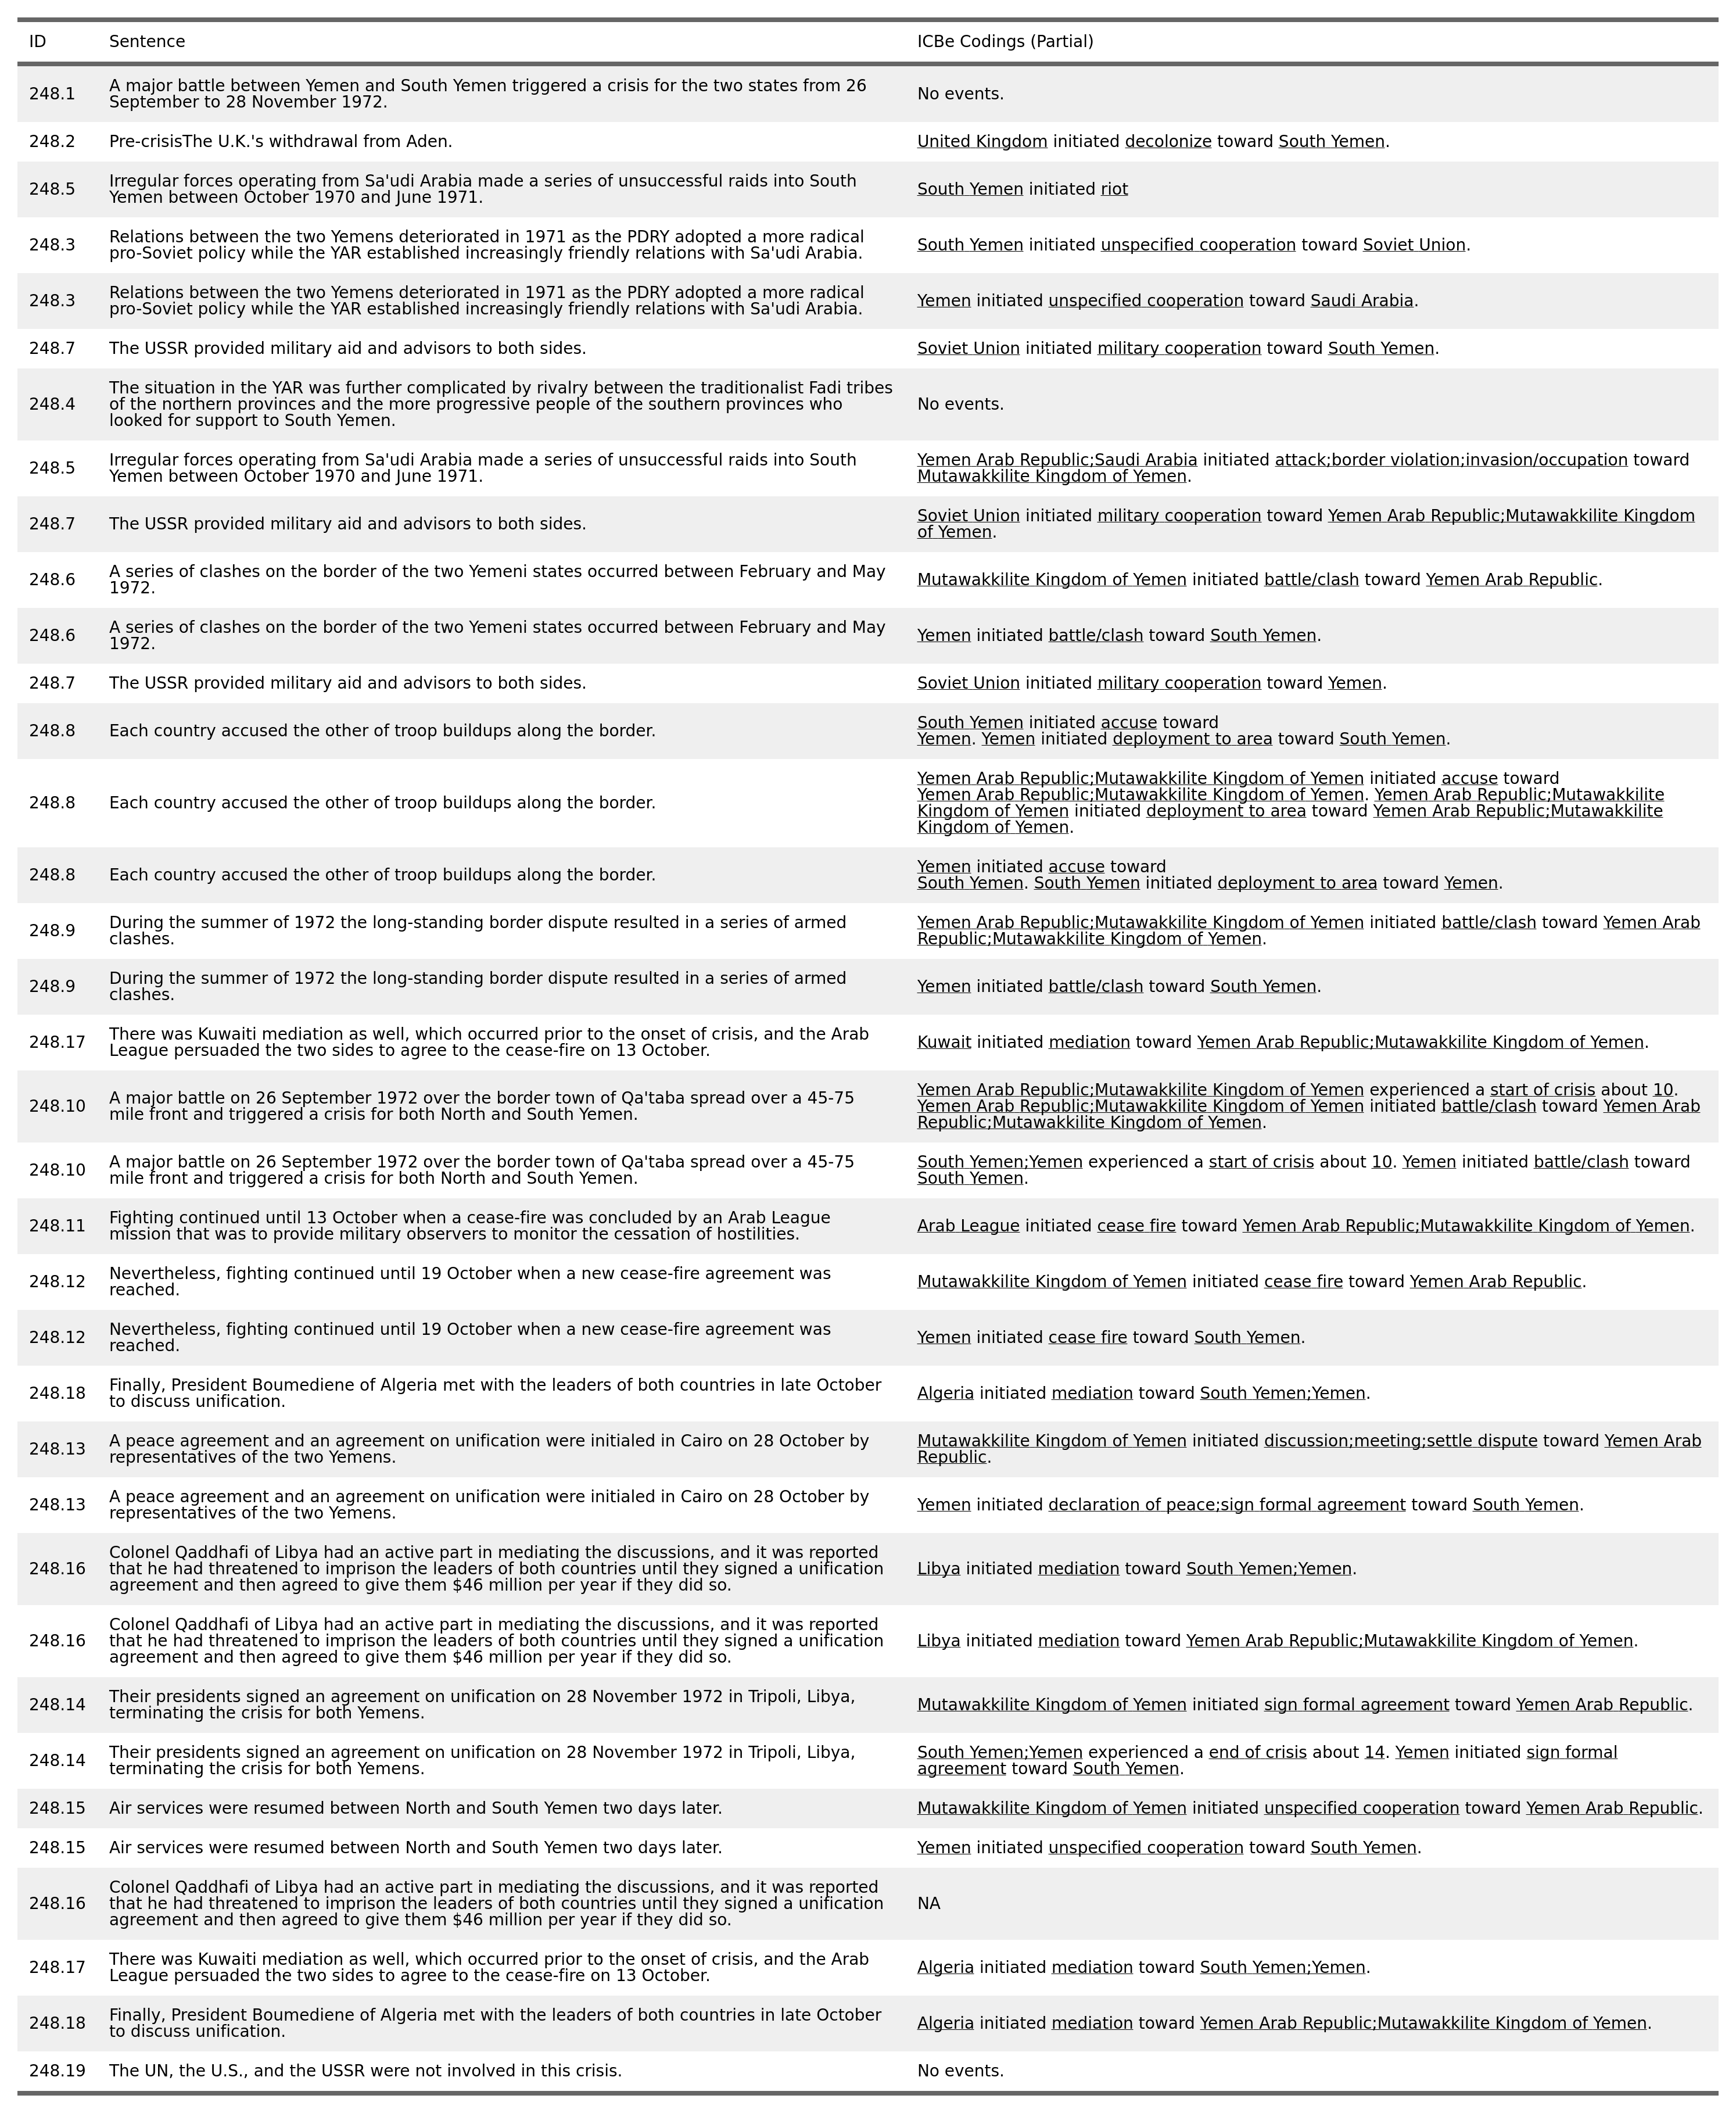 ID Sentence ICBe Codings (Partial)
248.1 A major battle between Yemen and South Yemen triggered a crisis for the two states from 26
September to 28 November 1972. No events.
248.2 Pre-crisisThe U.K.'s withdrawal from Aden. United Kingdom initiated decolonize toward South Yemen.
248.5 Irregular forces operating from Sa'udi Arabia made a series of unsuccessful raids into South
Yemen between October 1970 and June 1971. South Yemen initiated riot
248.3 Relations between the two Yemens deteriorated in 1971 as the PDRY adopted a more radical
pro-Soviet policy while the YAR established increasingly friendly relations with Sa'udi Arabia. South Yemen initiated unspecified cooperation toward Soviet Union.
248.3 Relations between the two Yemens deteriorated in 1971 as the PDRY adopted a more radical
pro-Soviet policy while the YAR established increasingly friendly relations with Sa'udi Arabia. Yemen initiated unspecified cooperation toward Saudi Arabia.
248.7 The USSR provided military aid and advisors to both sides. Soviet Union initiated military cooperation toward South Yemen.
248.4 The situation in the YAR was further complicated by rivalry between the traditionalist Fadi tribes
of the northern provinces and the more progressive people of the southern provinces who
looked for support to South Yemen. No events.
248.5 Irregular forces operating from Sa'udi Arabia made a series of unsuccessful raids into South
Yemen between October 1970 and June 1971. Yemen Arab Republic;Saudi Arabia initiated attack;border violation;invasion/occupation toward
Mutawakkilite Kingdom of Yemen.
248.7 The USSR provided military aid and advisors to both sides. Soviet Union initiated military cooperation toward Yemen Arab Republic;Mutawakkilite Kingdom
of Yemen.
248.6 A series of clashes on the border of the two Yemeni states occurred between February and May
1972. Mutawakkilite Kingdom of Yemen initiated battle/clash toward Yemen Arab Republic.
248.6 A series of clashes on the border of the two Yemeni states occurred between February and May
1972. Yemen initiated battle/clash toward South Yemen.
248.7 The USSR provided military aid and advisors to both sides. Soviet Union initiated military cooperation toward Yemen.
248.8 Each country accused the other of troop buildups along the border. South Yemen initiated accuse toward
Yemen. Yemen initiated deployment to area toward South Yemen.
248.8 Each country accused the other of troop buildups along the border. Yemen Arab Republic;Mutawakkilite Kingdom of Yemen initiated accuse toward
Yemen Arab Republic;Mutawakkilite Kingdom of Yemen. Yemen Arab Republic;Mutawakkilite
Kingdom of Yemen initiated deployment to area toward Yemen Arab Republic;Mutawakkilite
Kingdom of Yemen.
248.8 Each country accused the other of troop buildups along the border. Yemen initiated accuse toward
South Yemen. South Yemen initiated deployment to area toward Yemen.
248.9 During the summer of 1972 the long-standing border dispute resulted in a series of armed
clashes. Yemen Arab Republic;Mutawakkilite Kingdom of Yemen initiated battle/clash toward Yemen Arab
Republic;Mutawakkilite Kingdom of Yemen.
248.9 During the summer of 1972 the long-standing border dispute resulted in a series of armed
clashes. Yemen initiated battle/clash toward South Yemen.
248.17 There was Kuwaiti mediation as well, which occurred prior to the onset of crisis, and the Arab
League persuaded the two sides to agree to the cease-fire on 13 October. Kuwait initiated mediation toward Yemen Arab Republic;Mutawakkilite Kingdom of Yemen.
248.10 A major battle on 26 September 1972 over the border town of Qa'taba spread over a 45-75
mile front and triggered a crisis for both North and South Yemen. Yemen Arab Republic;Mutawakkilite Kingdom of Yemen experienced a start of crisis about 10.
Yemen Arab Republic;Mutawakkilite Kingdom of Yemen initiated battle/clash toward Yemen Arab
Republic;Mutawakkilite Kingdom of Yemen.
248.10 A major battle on 26 September 1972 over the border town of Qa'taba spread over a 45-75
mile front and triggered a crisis for both North and South Yemen. South Yemen;Yemen experienced a start of crisis about 10. Yemen initiated battle/clash toward
South Yemen.
248.11 Fighting continued until 13 October when a cease-fire was concluded by an Arab League
mission that was to provide military observers to monitor the cessation of hostilities. Arab League initiated cease fire toward Yemen Arab Republic;Mutawakkilite Kingdom of Yemen.
248.12 Nevertheless, fighting continued until 19 October when a new cease-fire agreement was
reached. Mutawakkilite Kingdom of Yemen initiated cease fire toward Yemen Arab Republic.
248.12 Nevertheless, fighting continued until 19 October when a new cease-fire agreement was
reached. Yemen initiated cease fire toward South Yemen.
248.18 Finally, President Boumediene of Algeria met with the leaders of both countries in late October
to discuss unification. Algeria initiated mediation toward South Yemen;Yemen.
248.13 A peace agreement and an agreement on unification were initialed in Cairo on 28 October by
representatives of the two Yemens. Mutawakkilite Kingdom of Yemen initiated discussion;meeting;settle dispute toward Yemen Arab
Republic.
248.13 A peace agreement and an agreement on unification were initialed in Cairo on 28 October by
representatives of the two Yemens. Yemen initiated declaration of peace;sign formal agreement toward South Yemen.
248.16 Colonel Qaddhafi of Libya had an active part in mediating the discussions, and it was reported
that he had threatened to imprison the leaders of both countries until they signed a unification
agreement and then agreed to give them $46 million per year if they did so. Libya initiated mediation toward South Yemen;Yemen.
248.16 Colonel Qaddhafi of Libya had an active part in mediating the discussions, and it was reported
that he had threatened to imprison the leaders of both countries until they signed a unification
agreement and then agreed to give them $46 million per year if they did so. Libya initiated mediation toward Yemen Arab Republic;Mutawakkilite Kingdom of Yemen.
248.14 Their presidents signed an agreement on unification on 28 November 1972 in Tripoli, Libya,
terminating the crisis for both Yemens. Mutawakkilite Kingdom of Yemen initiated sign formal agreement toward Yemen Arab Republic.
248.14 Their presidents signed an agreement on unification on 28 November 1972 in Tripoli, Libya,
terminating the crisis for both Yemens. South Yemen;Yemen experienced a end of crisis about 14. Yemen initiated sign formal
agreement toward South Yemen.
248.15 Air services were resumed between North and South Yemen two days later. Mutawakkilite Kingdom of Yemen initiated unspecified cooperation toward Yemen Arab Republic.
248.15 Air services were resumed between North and South Yemen two days later. Yemen initiated unspecified cooperation toward South Yemen.
248.16 Colonel Qaddhafi of Libya had an active part in mediating the discussions, and it was reported
that he had threatened to imprison the leaders of both countries until they signed a unification
agreement and then agreed to give them $46 million per year if they did so. NA
248.17 There was Kuwaiti mediation as well, which occurred prior to the onset of crisis, and the Arab
League persuaded the two sides to agree to the cease-fire on 13 October. Algeria initiated mediation toward South Yemen;Yemen.
248.18 Finally, President Boumediene of Algeria met with the leaders of both countries in late October
to discuss unification. Algeria initiated mediation toward Yemen Arab Republic;Mutawakkilite Kingdom of Yemen.
248.19 The UN, the U.S., and the USSR were not involved in this crisis. No events.